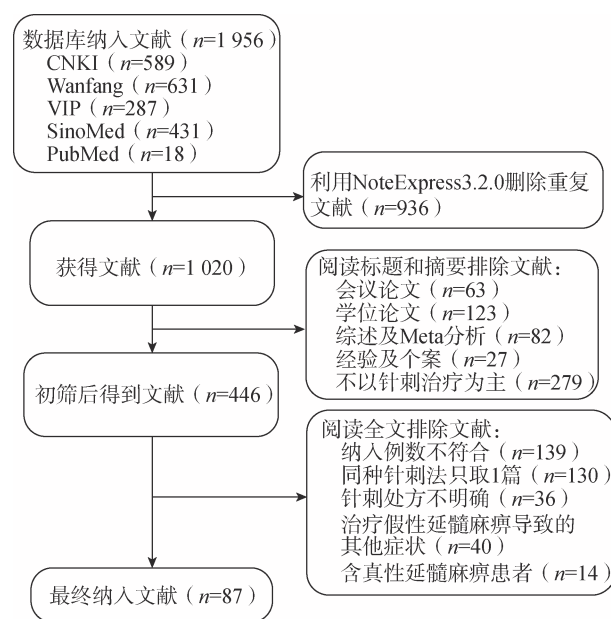 数据库纳入文献（n=1 956）
CNKI（n=589）
Wanfang（n=631）
VIP（n=287）
SinoMed（n=431）
PubMed（n=18）
利用NoteExpress3.2.0删除重复
文献（n=936）
获得文献（n=1 020）
阅读标题和摘要排除文献：
会议论文（n=63）
学位论文（n=123）
综述及Meta分析（n=82）
经验及个案（n=27）
不以针刺治疗为主（n=279）
初筛后得到文献（n=446）
阅读全文排除文献：
纳入例数不符合（n=139）
同种针刺法只取1篇（n=130）
针刺处方不明确（n=36）
治疗假性延髓麻痹导致的
其他症状（n=40）
含真性延髓麻痹患者（n=14）
最终纳入文献（n=87）